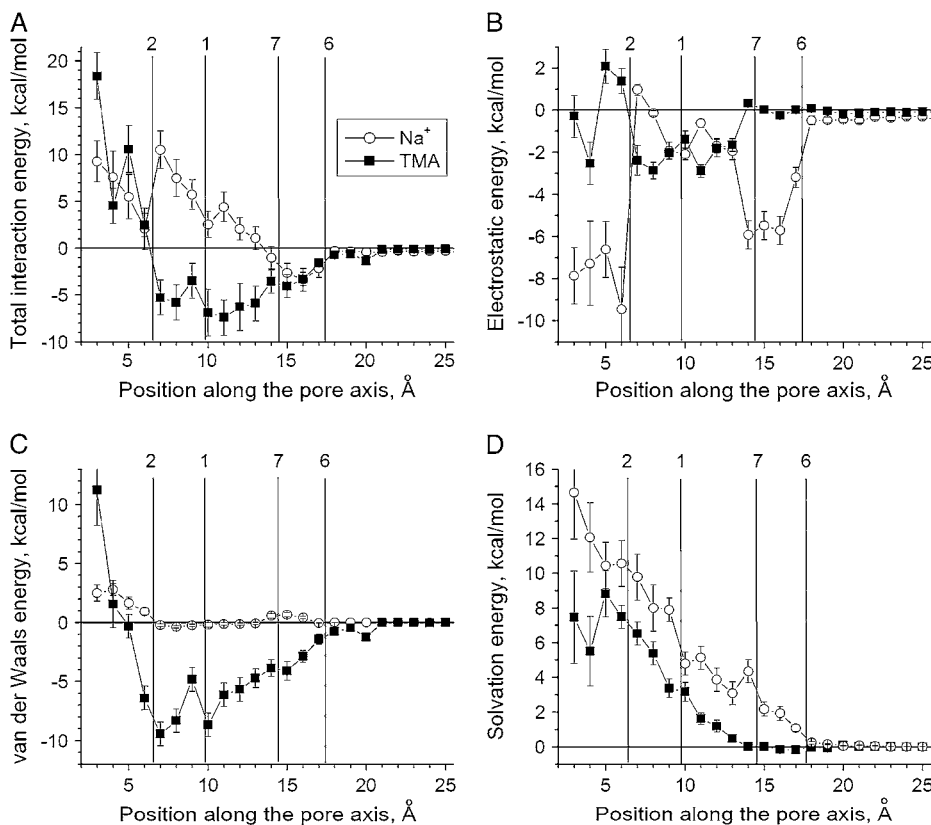 A
2 1 7 6
20
15
10
5
0
-5
-10
Total interaction energy, kcal/mol
Na+
TMA
5 10 15 20 25
Position along the pore axis, Å
B
2 1 7 6
2
0
-2
-4
-6
-8
-10
Electrostatic energy, kcal/mol
5 10 15 20 25
Position along the pore axis, Å
C
2 1 7 6
10
5
0
-5
-10
van der Waals energy, kcal/mol
5 10 15 20 25
Position along the pore axis, Å
D
2 1 7 6
16
14
12
10
8
6
4
2
0
Solvation energy, kcal/mol
5 10 15 20 25
Position along the pore axis, Å